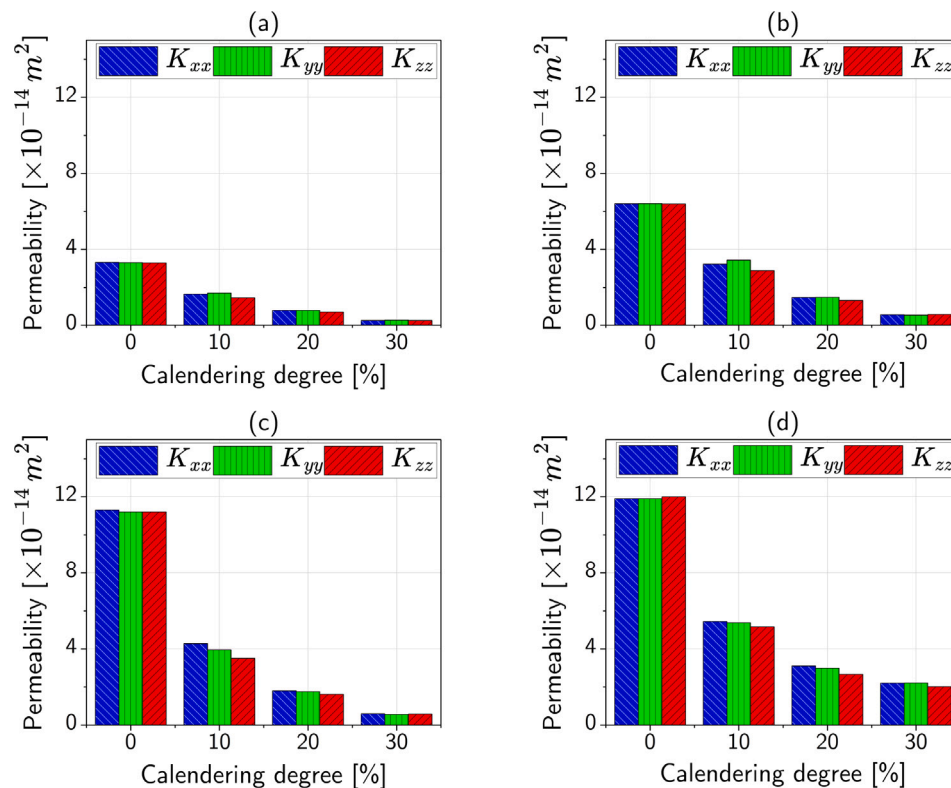 (a)
K_xx K_yy K_zz
Permeability [×10^−14 m^2]
12
8
4
0
0 10 20 30
Calendering degree [%]
(b)
K_xx K_yy K_zz
Permeability [×10^−14 m^2]
12
8
4
0
0 10 20 30
Calendering degree [%]
(c)
K_xx K_yy K_zz
Permeability [×10^−14 m^2]
12
8
4
0
0 10 20 30
Calendering degree [%]
(d)
K_xx K_yy K_zz
Permeability [×10^−14 m^2]
12
8
4
0
0 10 20 30
Calendering degree [%]